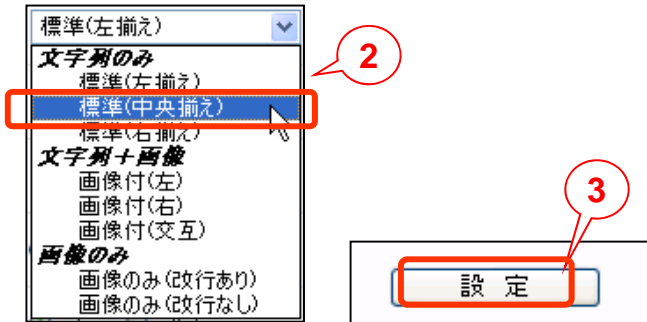 標準(左揃え)
文字列のみ
標準(左揃え)
標準(中央揃え)
標準(右揃え)
文字列＋画像
画像付(左)
画像付(右)
画像付(交互)
画像のみ
画像のみ(改行あり)
画像のみ(改行なし)
2
3
設 定